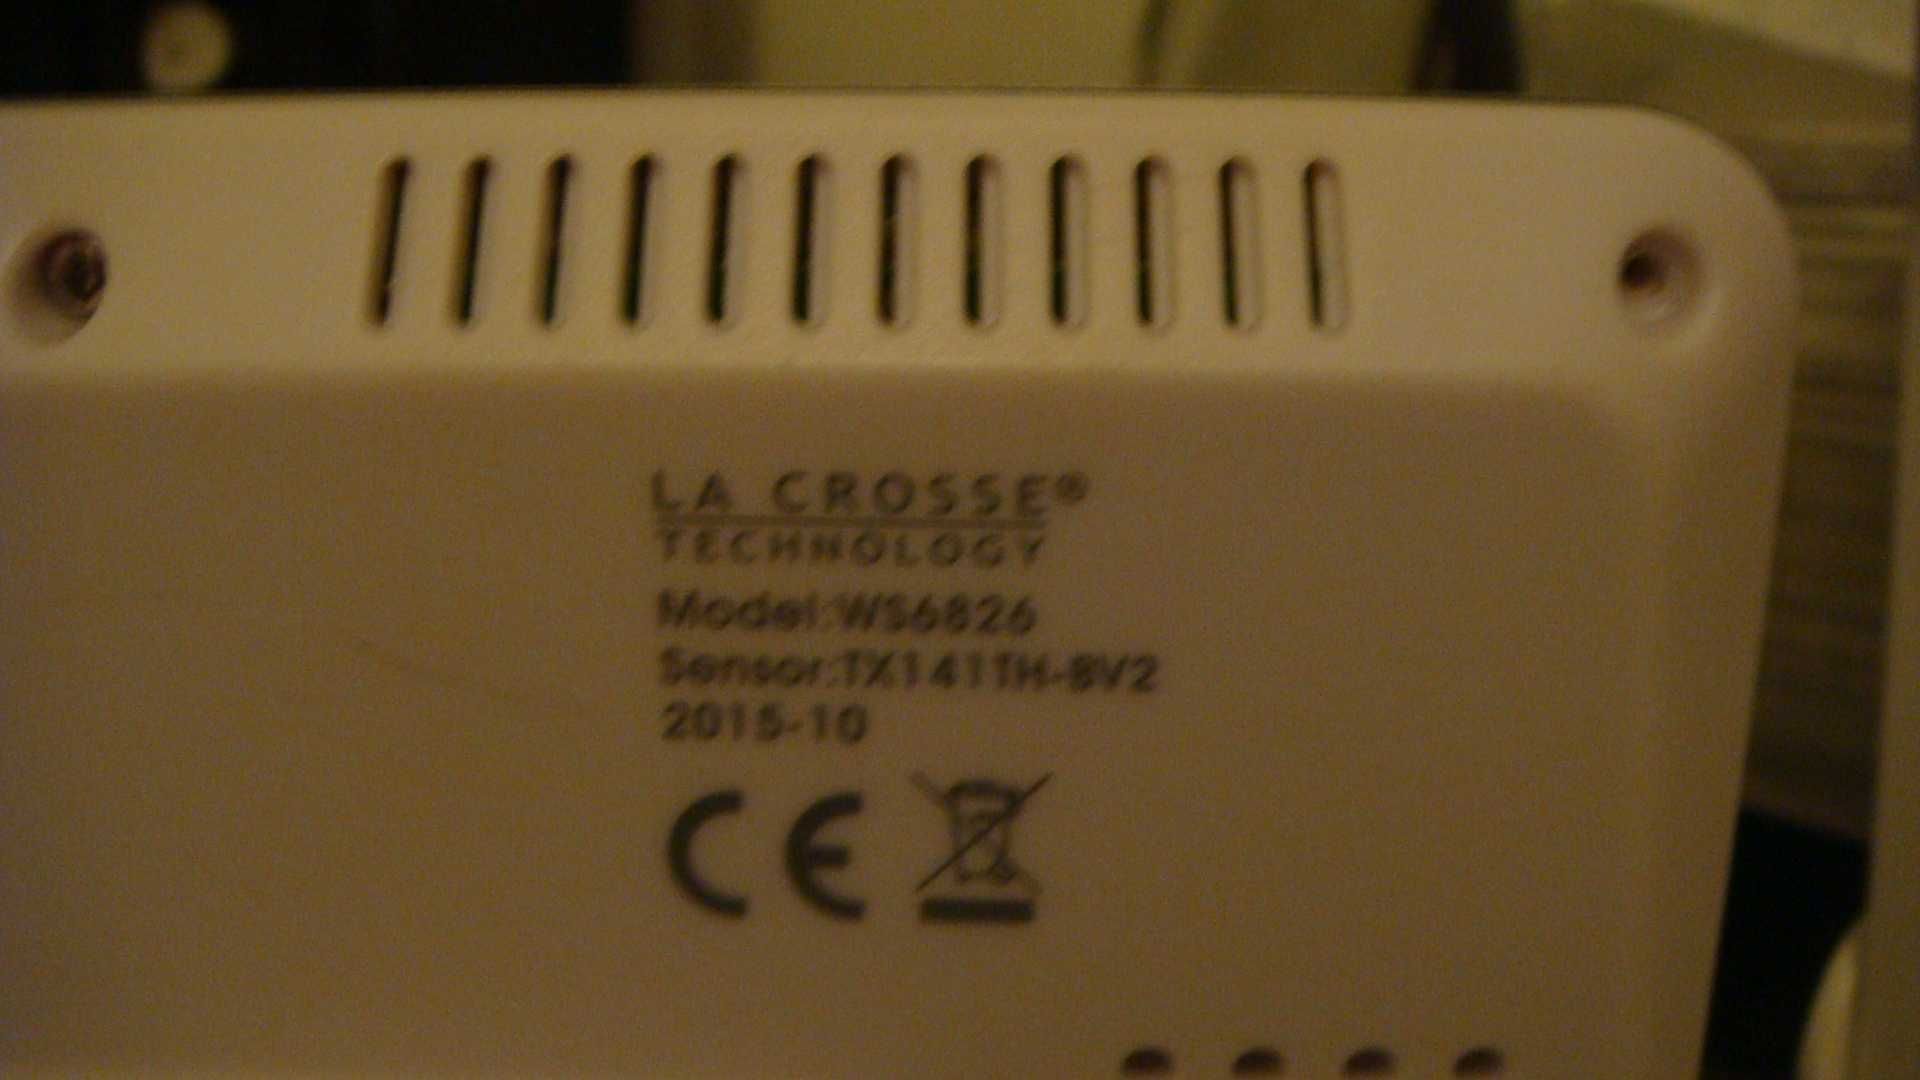 LA CROSSE®
TECHNOLOGY
Model:WS6826
Sensor:TX141TH-BV2
2015-10
CE